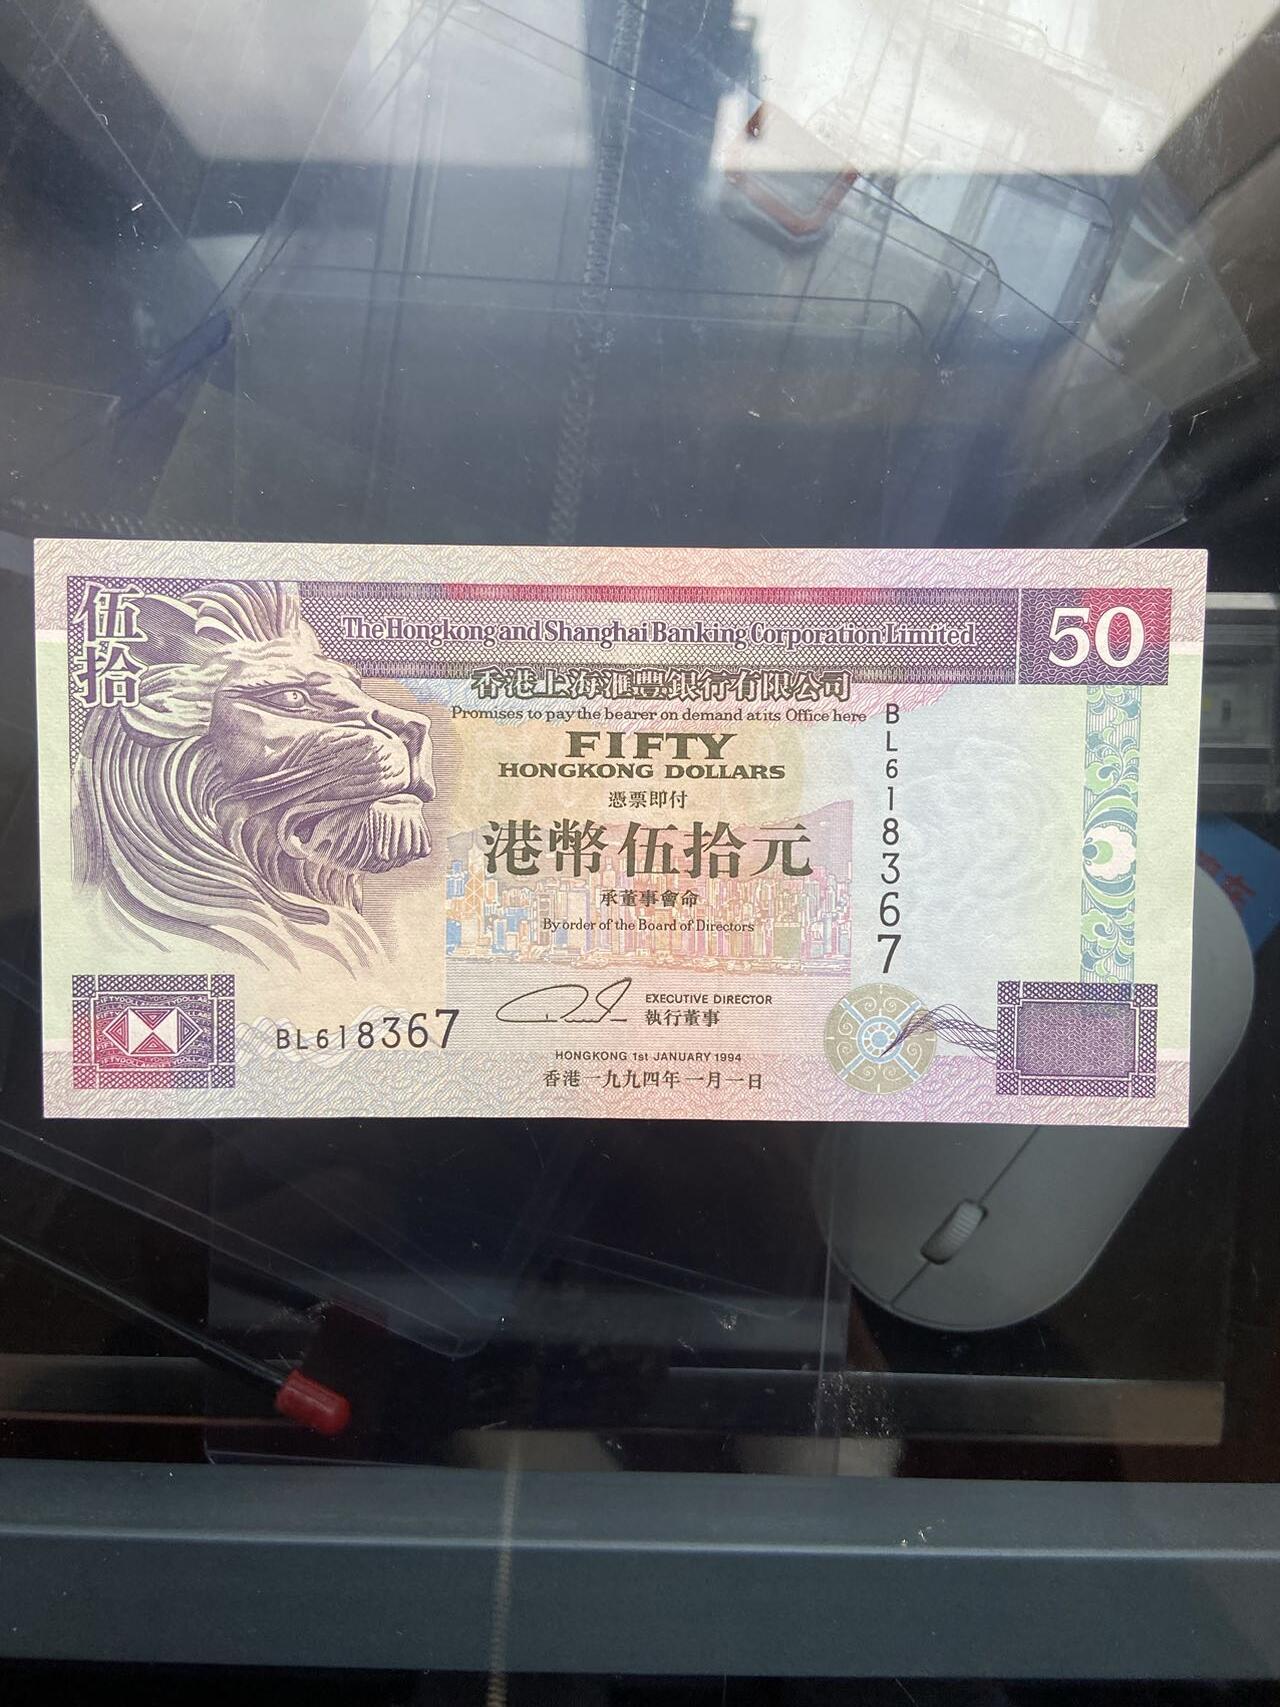 伍拾
The Hongkong and Shanghai Banking Corporation Limited
50
香港上海滙豐銀行有限公司
Promises to pay the bearer on demand at its Office here
FIFTY
HONGKONG DOLLARS
憑票即付
港幣伍拾元
承董事會命
By order of the Board of Directors
BL618367
EXECUTIVE DIRECTOR
執行董事
BL618367
HONGKONG 1st JANUARY 1994
香港一九九四年一月一日